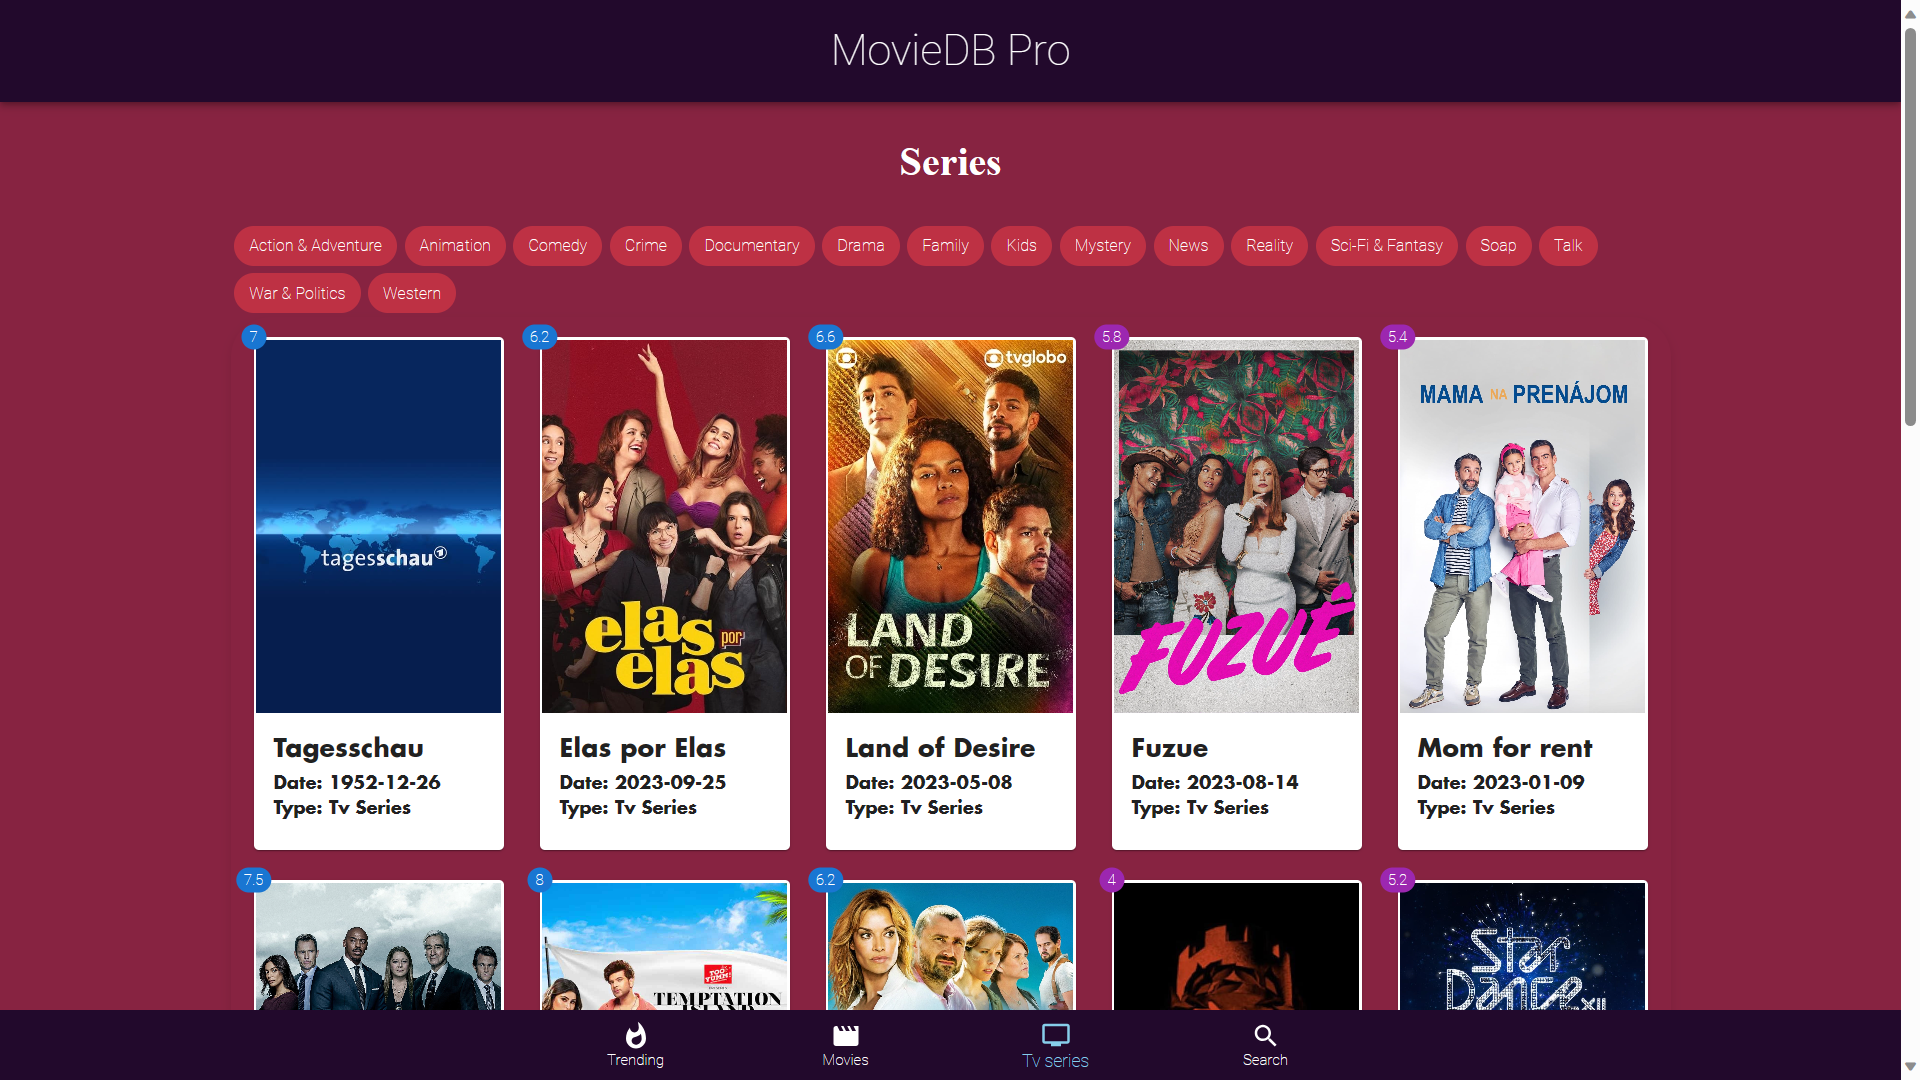 MovieDB Pro
Series
Action & Adventure Animation Comedy Crime Documentary Drama Family Kids Mystery News Reality Sci-Fi & Fantasy Soap Talk
War & Politics Western
7 6.2 6.6 5.8 5.4
tagesschau
elas por elas
tvglobo
LAND OF DESIRE
FUZUÊ
MAMA NA PRENÁJOM
Tagesschau
Date: 1952-12-26
Type: Tv Series
Elas por Elas
Date: 2023-09-25
Type: Tv Series
Land of Desire
Date: 2023-05-08
Type: Tv Series
Fuzue
Date: 2023-08-14
Type: Tv Series
Mom for rent
Date: 2023-01-09
Type: Tv Series
7.5 8 6.2 4 5.2
TOO YUMM!
TEMPTATION
ISLAND
Star
Dance XII
Trending Movies Tv series Search